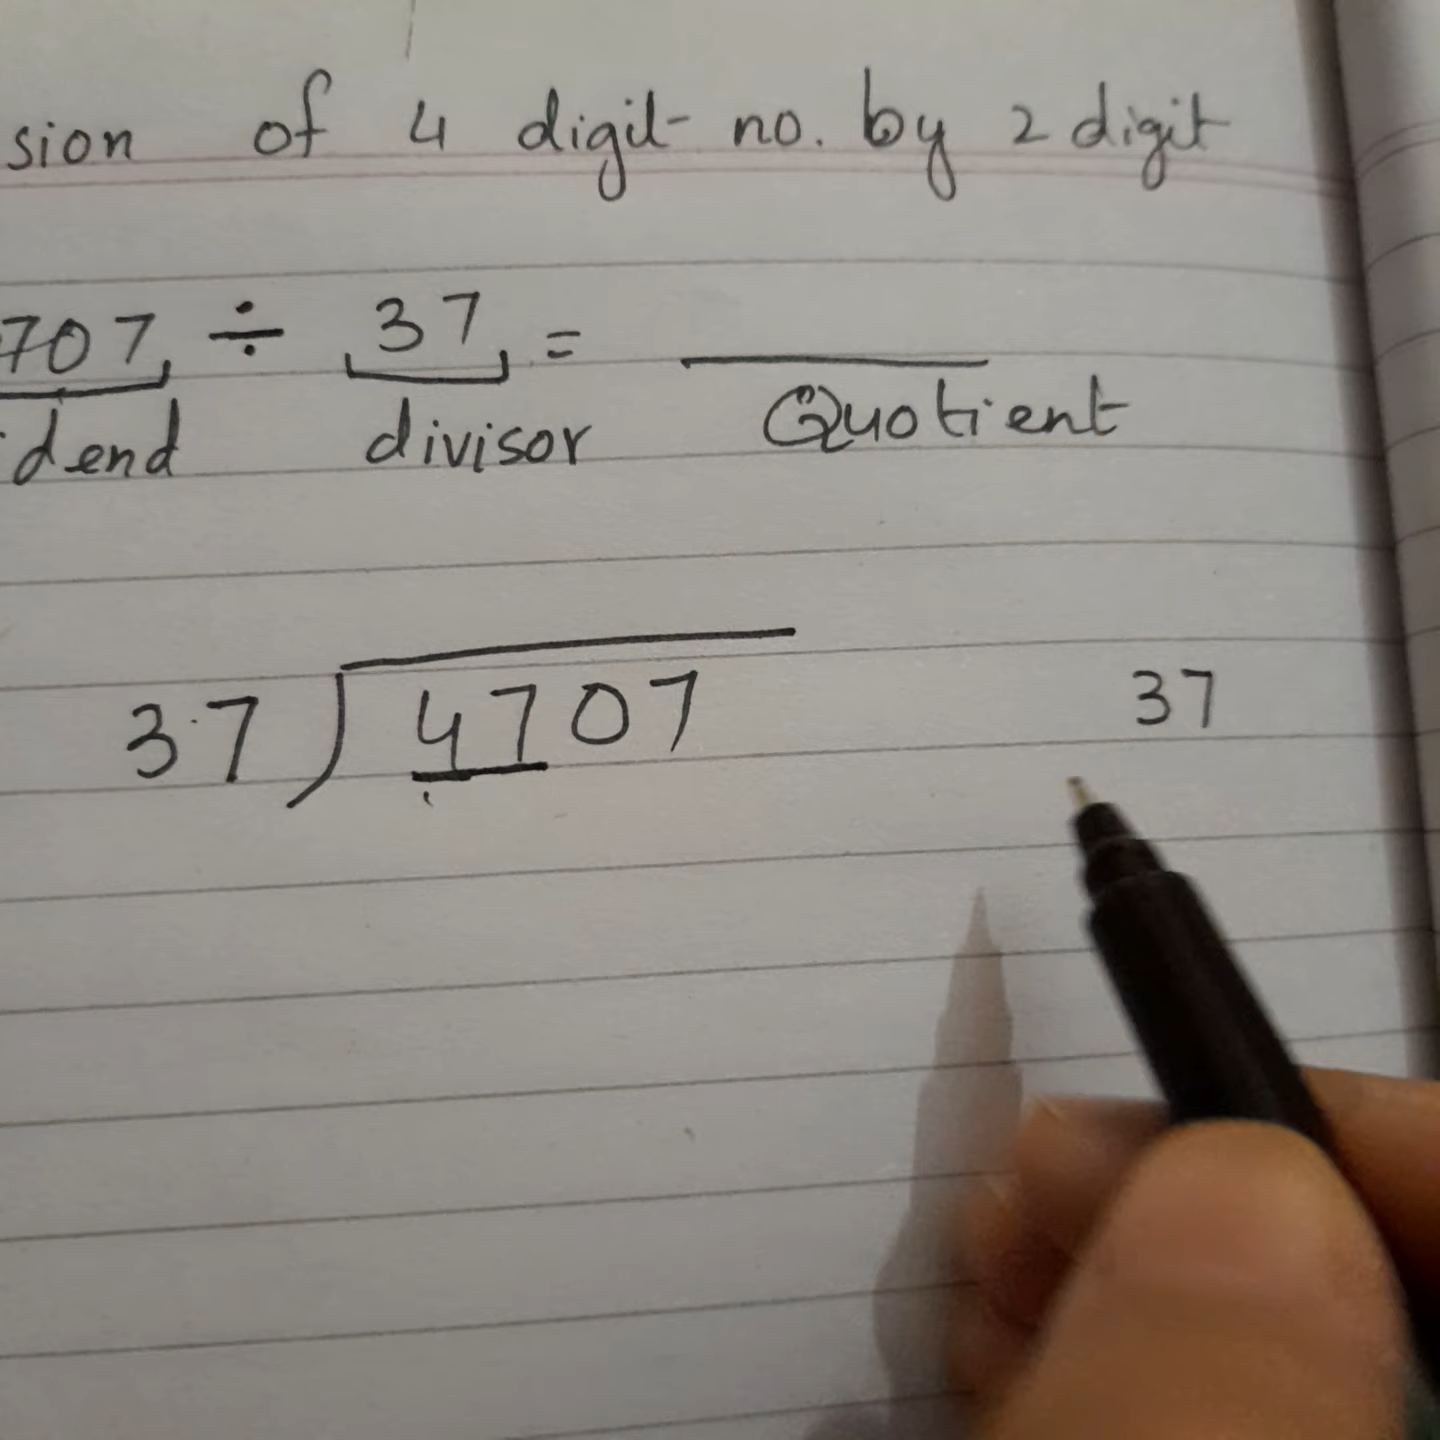 sion of 4 digit no. by 2 digit
707 ÷ 37 =
dend divisor Quotient
37 4707 37